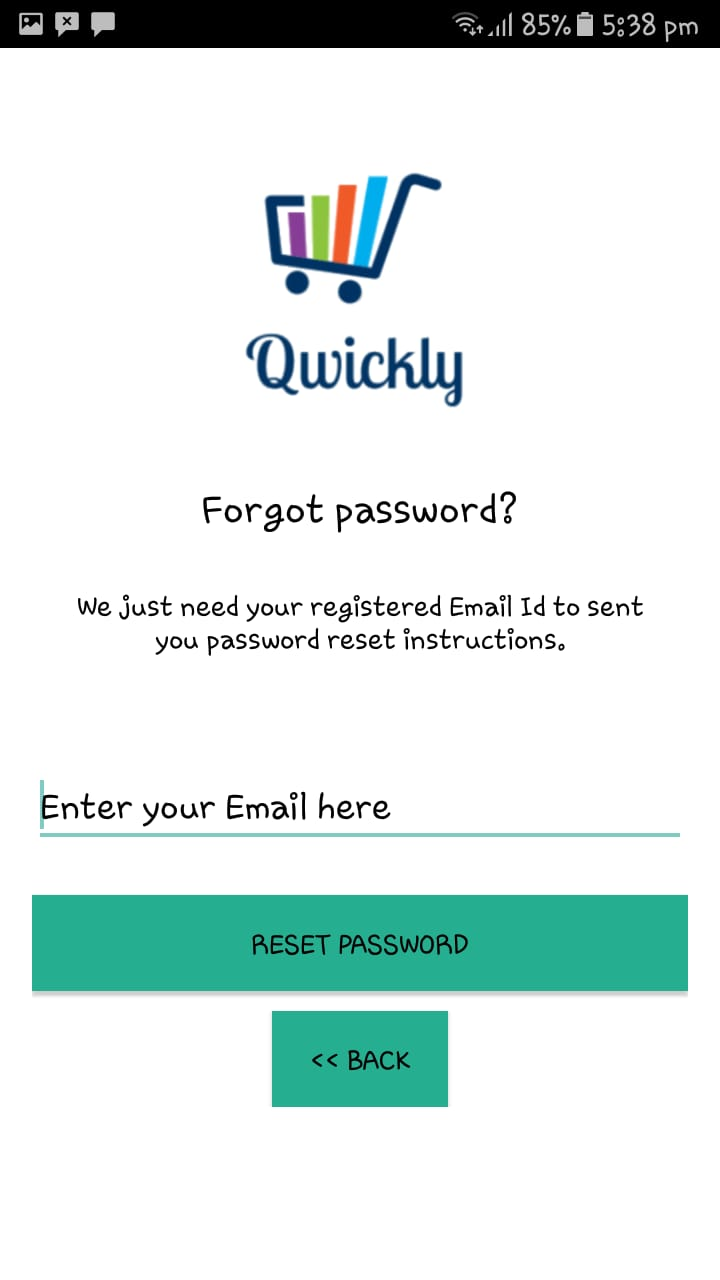 85% 5:38 pm
Qwickly
Forgot password?
We just need your registered Email Id to sent
you password reset instructions.
Enter your Email here
RESET PASSWORD
<< BACK